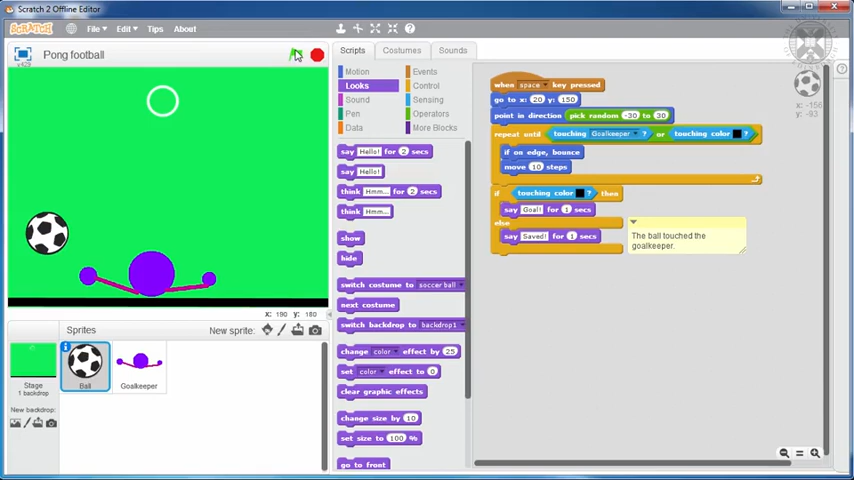 Scratch 2 Offline Editor
SCRATCH File Edit Tips About
x429
Pong football
Scripts Costumes Sounds
Motion Events
Looks Control
Sound Sensing
Pen Operators
Data More Blocks
say Hello! for 2 secs
say Hello!
think Hmm... for 2 secs
think Hmm...
show
hide
switch costume to soccer ball
next costume
switch backdrop to backdrop1
change color effect by 25
set color effect to 0
clear graphic effects
change size by 10
set size to 100 %
go to front
when space key pressed
go to x: 20 y: 150
point in direction pick random -30 to 30
repeat until touching Goalkeeper ? or touching color ?
if on edge, bounce
move 10 steps
if touching color ? then
say Goal! for 1 secs
else
say Saved! for 1 secs
The ball touched the
goalkeeper.
x: -156
y: -93
x: 190 y: 180
Sprites New sprite:
Stage
1 backdrop
New backdrop:
Ball
Goalkeeper